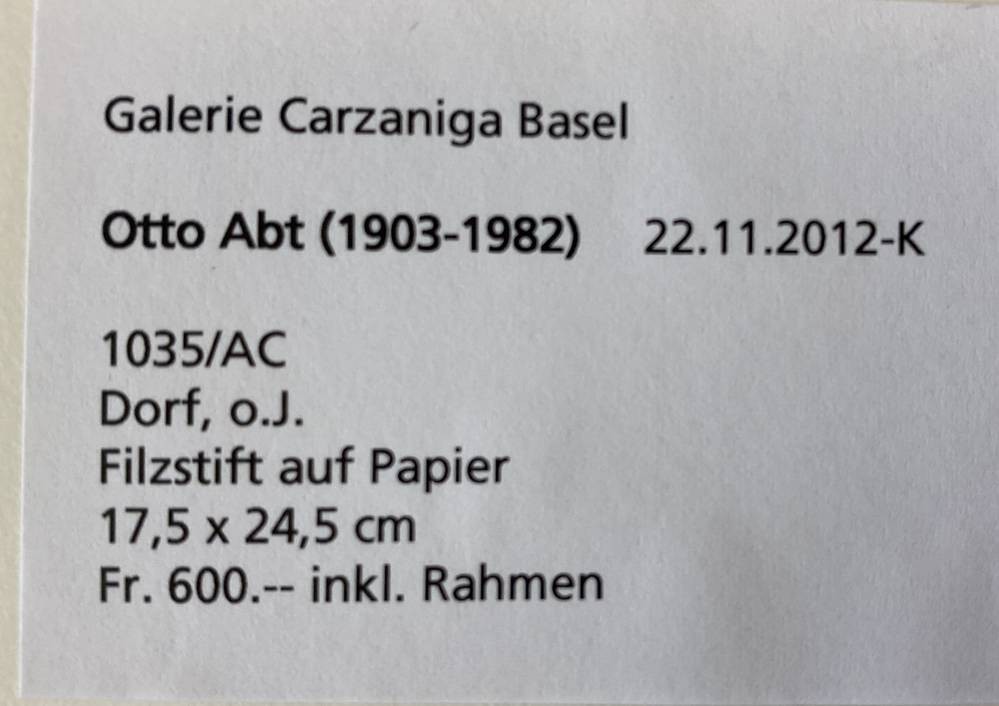 Galerie Carzaniga Basel
Otto Abt (1903-1982) 22.11.2012-K
1035/AC
Dorf, o.J.
Filzstift auf Papier
17,5 x 24,5 cm
Fr. 600.-- inkl. Rahmen